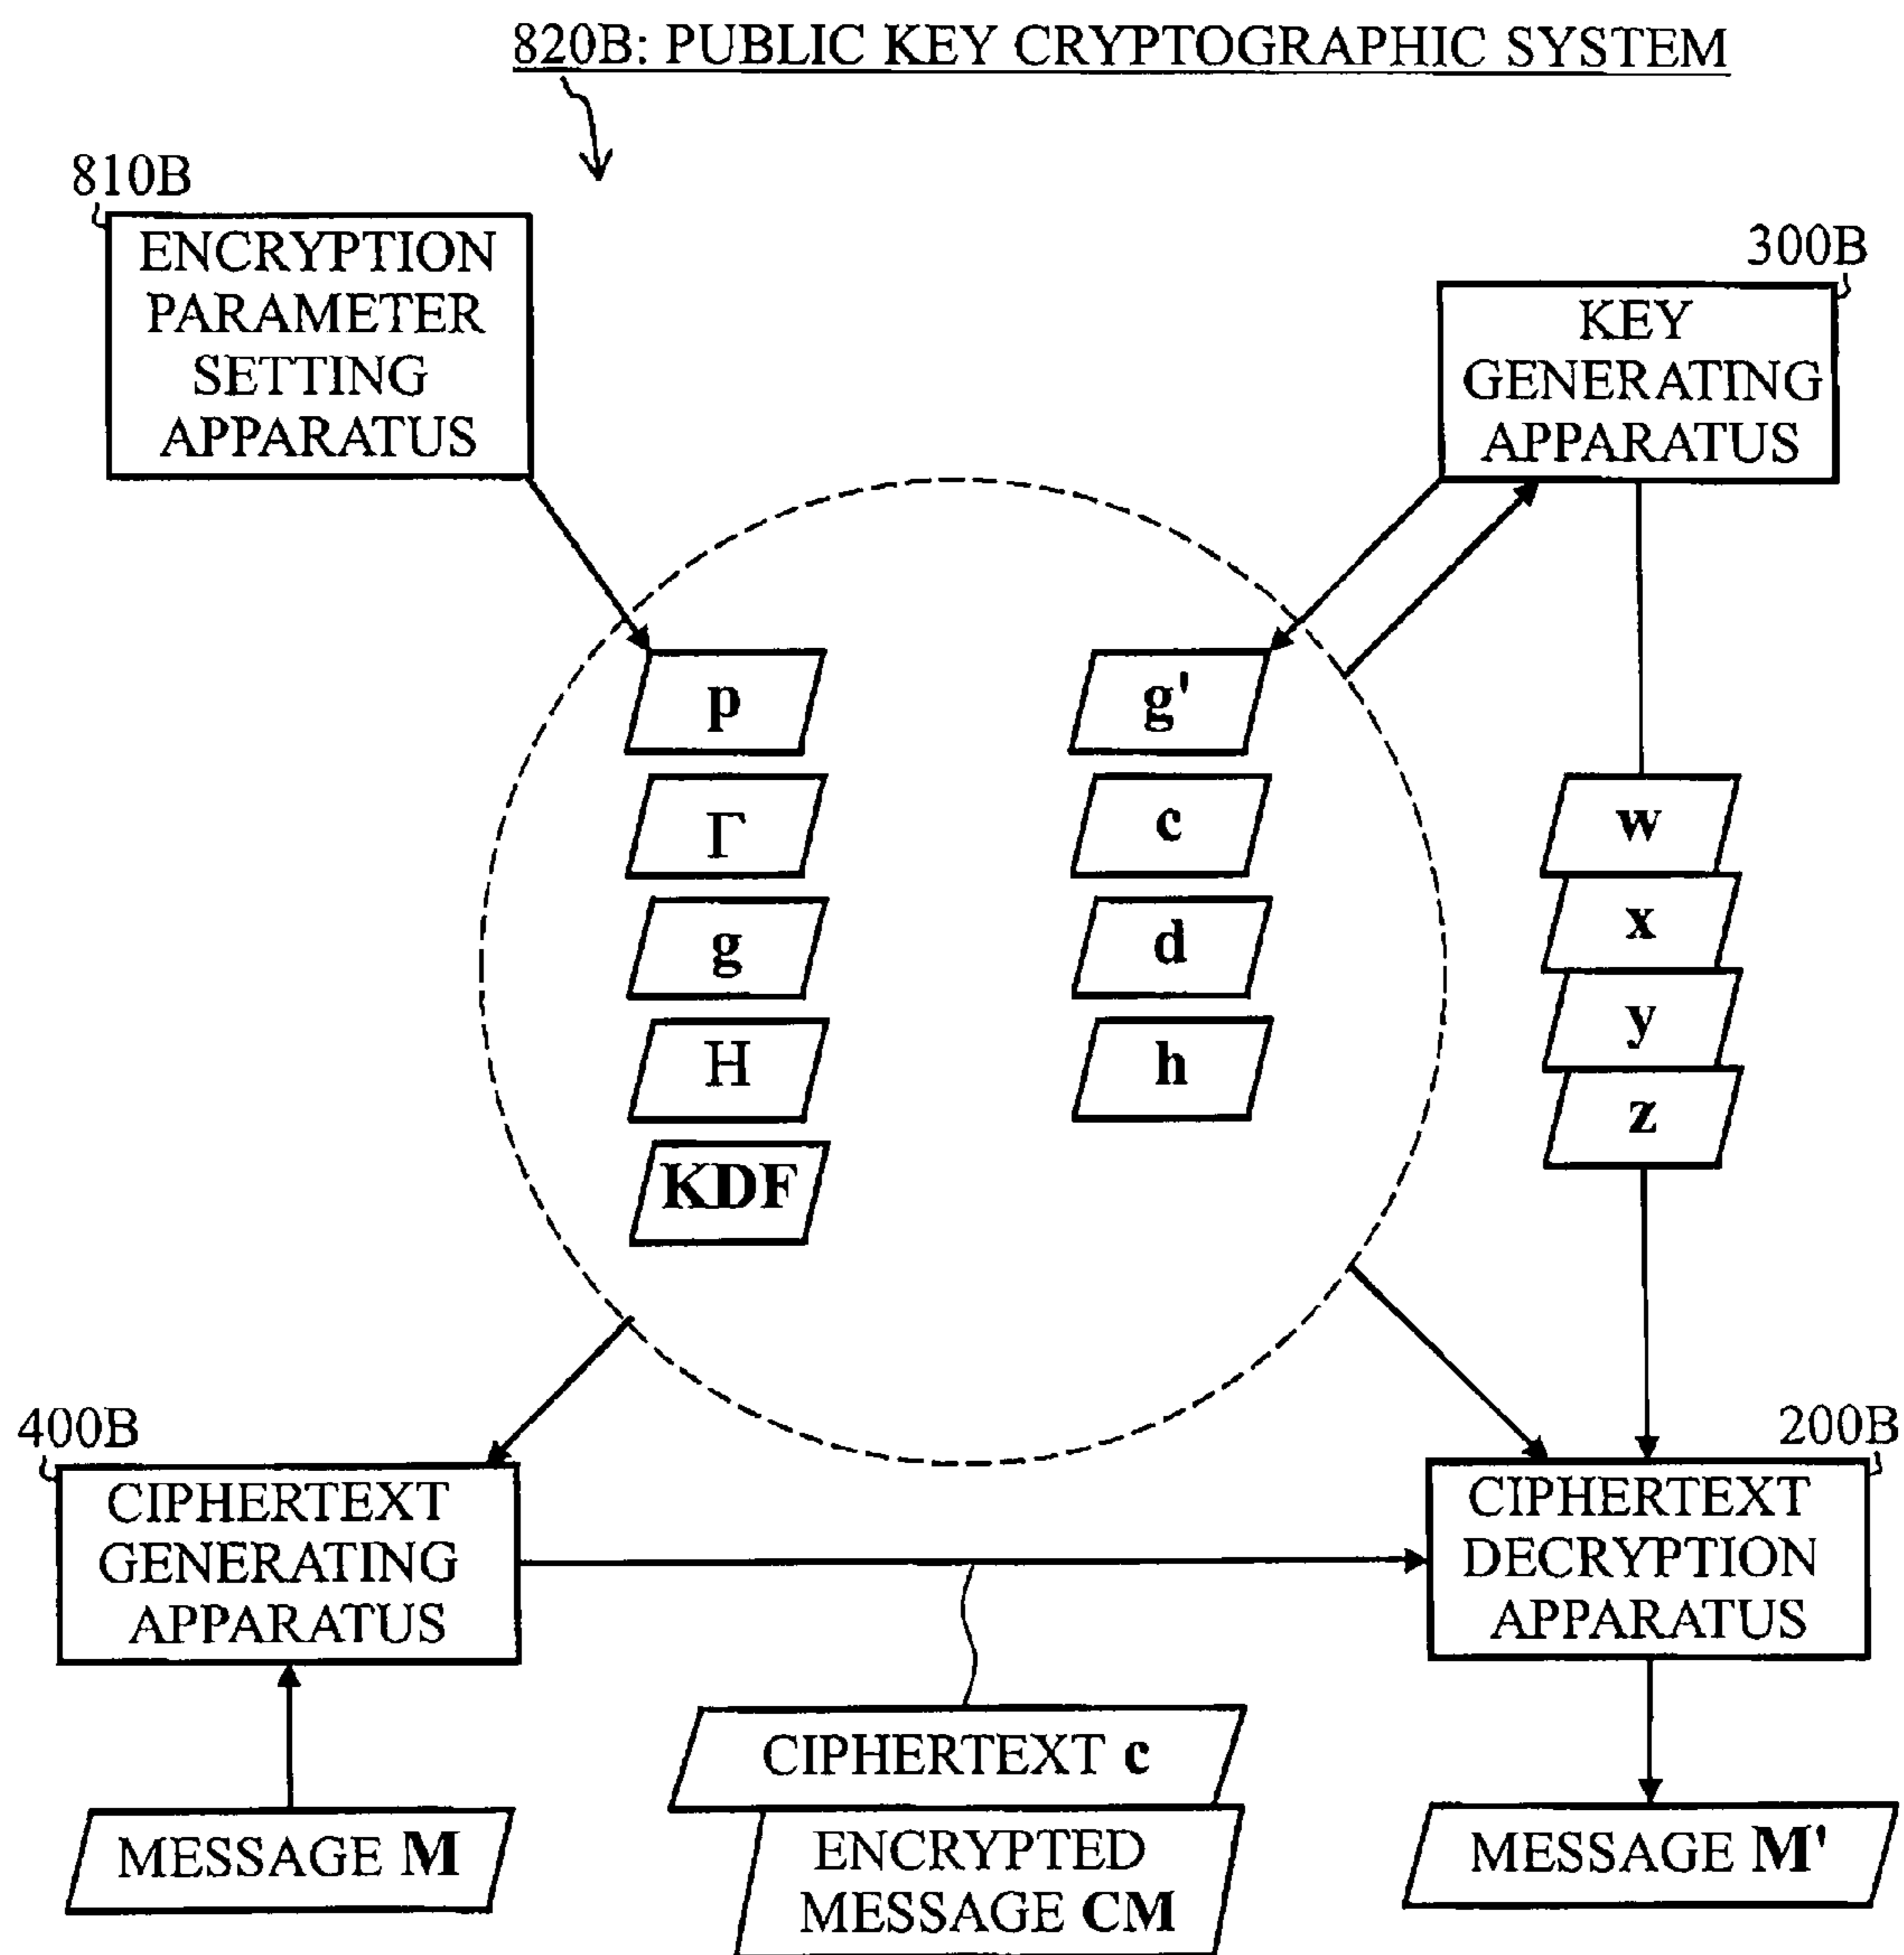 820B: PUBLIC KEY CRYPTOGRAPHIC SYSTEM
810B
ENCRYPTION
PARAMETER
SETTING
APPARATUS
300B
KEY
GENERATING
APPARATUS
p
Γ
g
H
KDF
g'
c
d
h
w
x
y
z
400B
CIPHERTEXT
GENERATING
APPARATUS
200B
CIPHERTEXT
DECRYPTION
APPARATUS
CIPHERTEXT c
ENCRYPTED
MESSAGE CM
MESSAGE M
MESSAGE M'